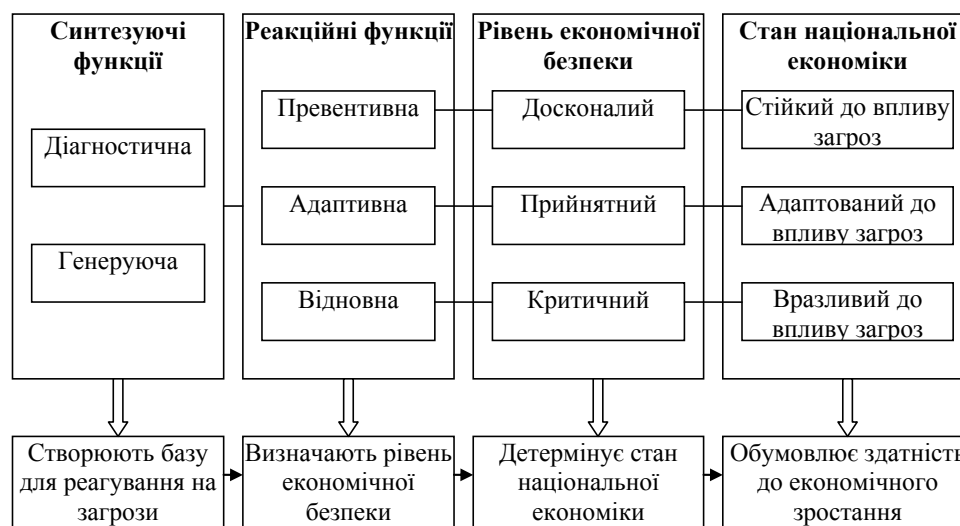 Синтезуючі
функції
Діагностична
Генеруюча
Реакційні функції
Превентивна
Адаптивна
Відновна
Рівень економічної
безпеки
Досконалий
Прийнятний
Критичний
Стан національної
економіки
Стійкий до впливу
загроз
Адаптований до
впливу загроз
Вразливий до
впливу загроз
Створюють базу
для реагування на
загрози
Визначають рівень
економічної
безпеки
Детермінує стан
національної
економіки
Обумовлює здатність
до економічного
зростання